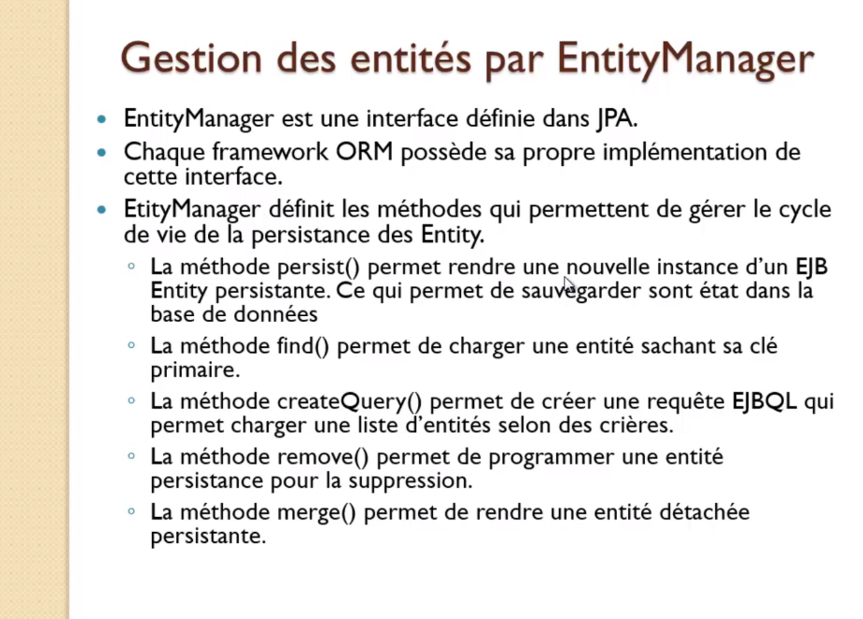 Gestion des entités par EntityManager
• EntityManager est une interface définie dans JPA.
• Chaque framework ORM possède sa propre implémentation de
cette interface.
• EtityManager définit les méthodes qui permettent de gérer le cycle
de vie de la persistance des Entity.
◦ La méthode persist() permet rendre une nouvelle instance d’un EJB
Entity persistante. Ce qui permet de sauvegarder sont état dans la
base de données
◦ La méthode find() permet de charger une entité sachant sa clé
primaire.
◦ La méthode createQuery() permet de créer une requête EJBQL qui
permet charger une liste d’entités selon des crières.
◦ La méthode remove() permet de programmer une entité
persistance pour la suppression.
◦ La méthode merge() permet de rendre une entité détachée
persistante.